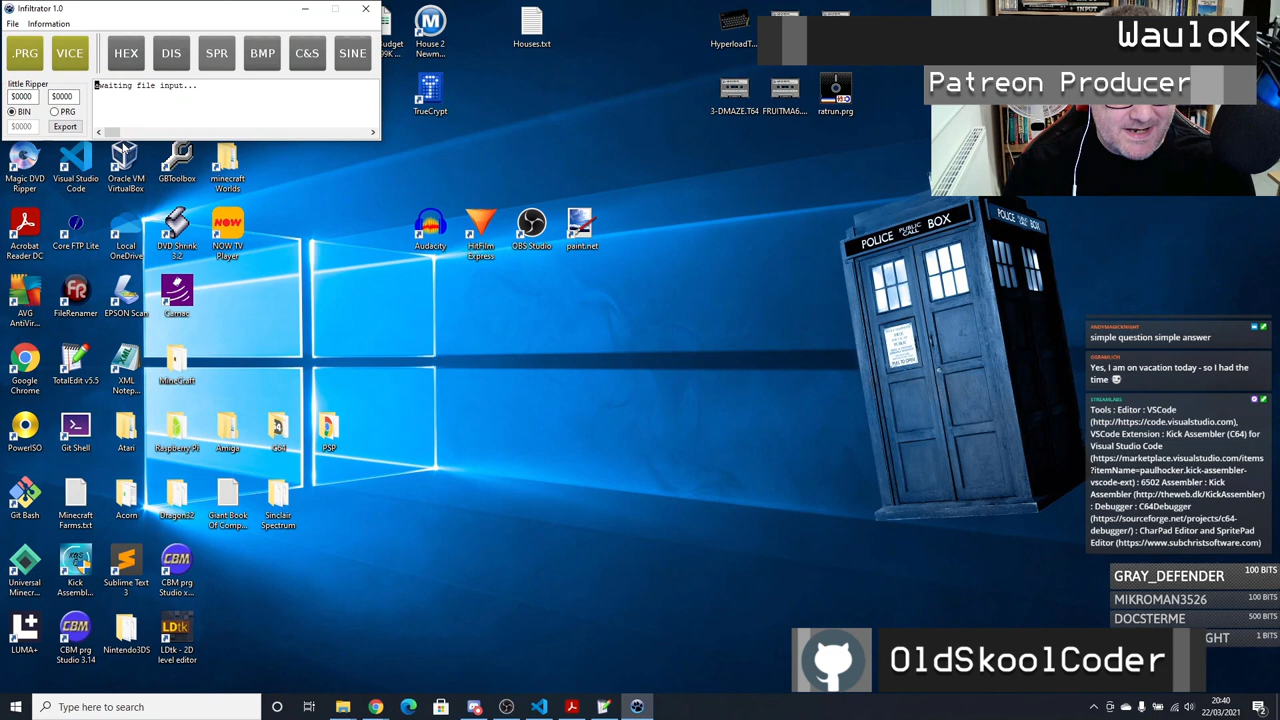 Infiltrator 1.0
File Information
.PRG VICE HEX DIS SPR BMP C&S SINE
little Ripper
$0000 $0000
BIN PRG
$0000 Export
awaiting file input...
House 2
Newm...
Houses.txt
TrueCrypt
HyperloadT...
3-DMAZE.T64
FRUITMA6....
ratrun.prg
WauloK
Patreon Producer
Magic DVD
Ripper
Visual Studio
Code
Oracle VM
VirtualBox
GBToolbox
minecraft
Worlds
Acrobat
Reader DC
Core FTP Lite
Local
OneDrive
DVD Shrink
3.2
NOW TV
Player
Audacity
HitFilm
Express
OBS Studio
paint.net
AVG
AntiVir...
FileRenamer
EPSON Scan
Google
Chrome
TotalEdit v5.5
XML
Notep...
MineCraft
PowerISO
Git Shell
Atari
Raspberry Pi
Amiga
C64
PSP
Git Bash
Minecraft
Farms.txt
Acorn
Dragon32
Giant Book
Of Comp...
Sinclair
Spectrum
Universal
Minecr...
Kick
Assembl...
Sublime Text
3
CBM prg
Studio x...
LUMA+
CBM prg
Studio 3.14
Nintendo3DS
LDtk - 2D
level editor
POLICE PUBLIC CALL BOX
ANDYMAGICKNIGHT
simple question simple answer
Yes, I am on vacation today - so I had the
time
STREAMLABS
Tools : Editor : VSCode
(http://https://code.visualstudio.com),
VSCode Extension : Kick Assembler (C64) for
Visual Studio Code
(https://marketplace.visualstudio.com/items
?itemName=paulhocker.kick-assembler-
vscode-ext) : 6502 Assembler : Kick
Assembler (http://theweb.dk/KickAssembler)
: Debugger : C64Debugger
(https://sourceforge.net/projects/c64-
debugger/) : CharPad Editor and SpritePad
Editor (https://www.subchristsoftware.com)
GRAY_DEFENDER 100 BITS
MIKROMAN3526 100 BITS
DOCSTERME 500 BITS
GHT 1 BITS
OldSkoolCoder
Type here to search
20:40
22/03/2021